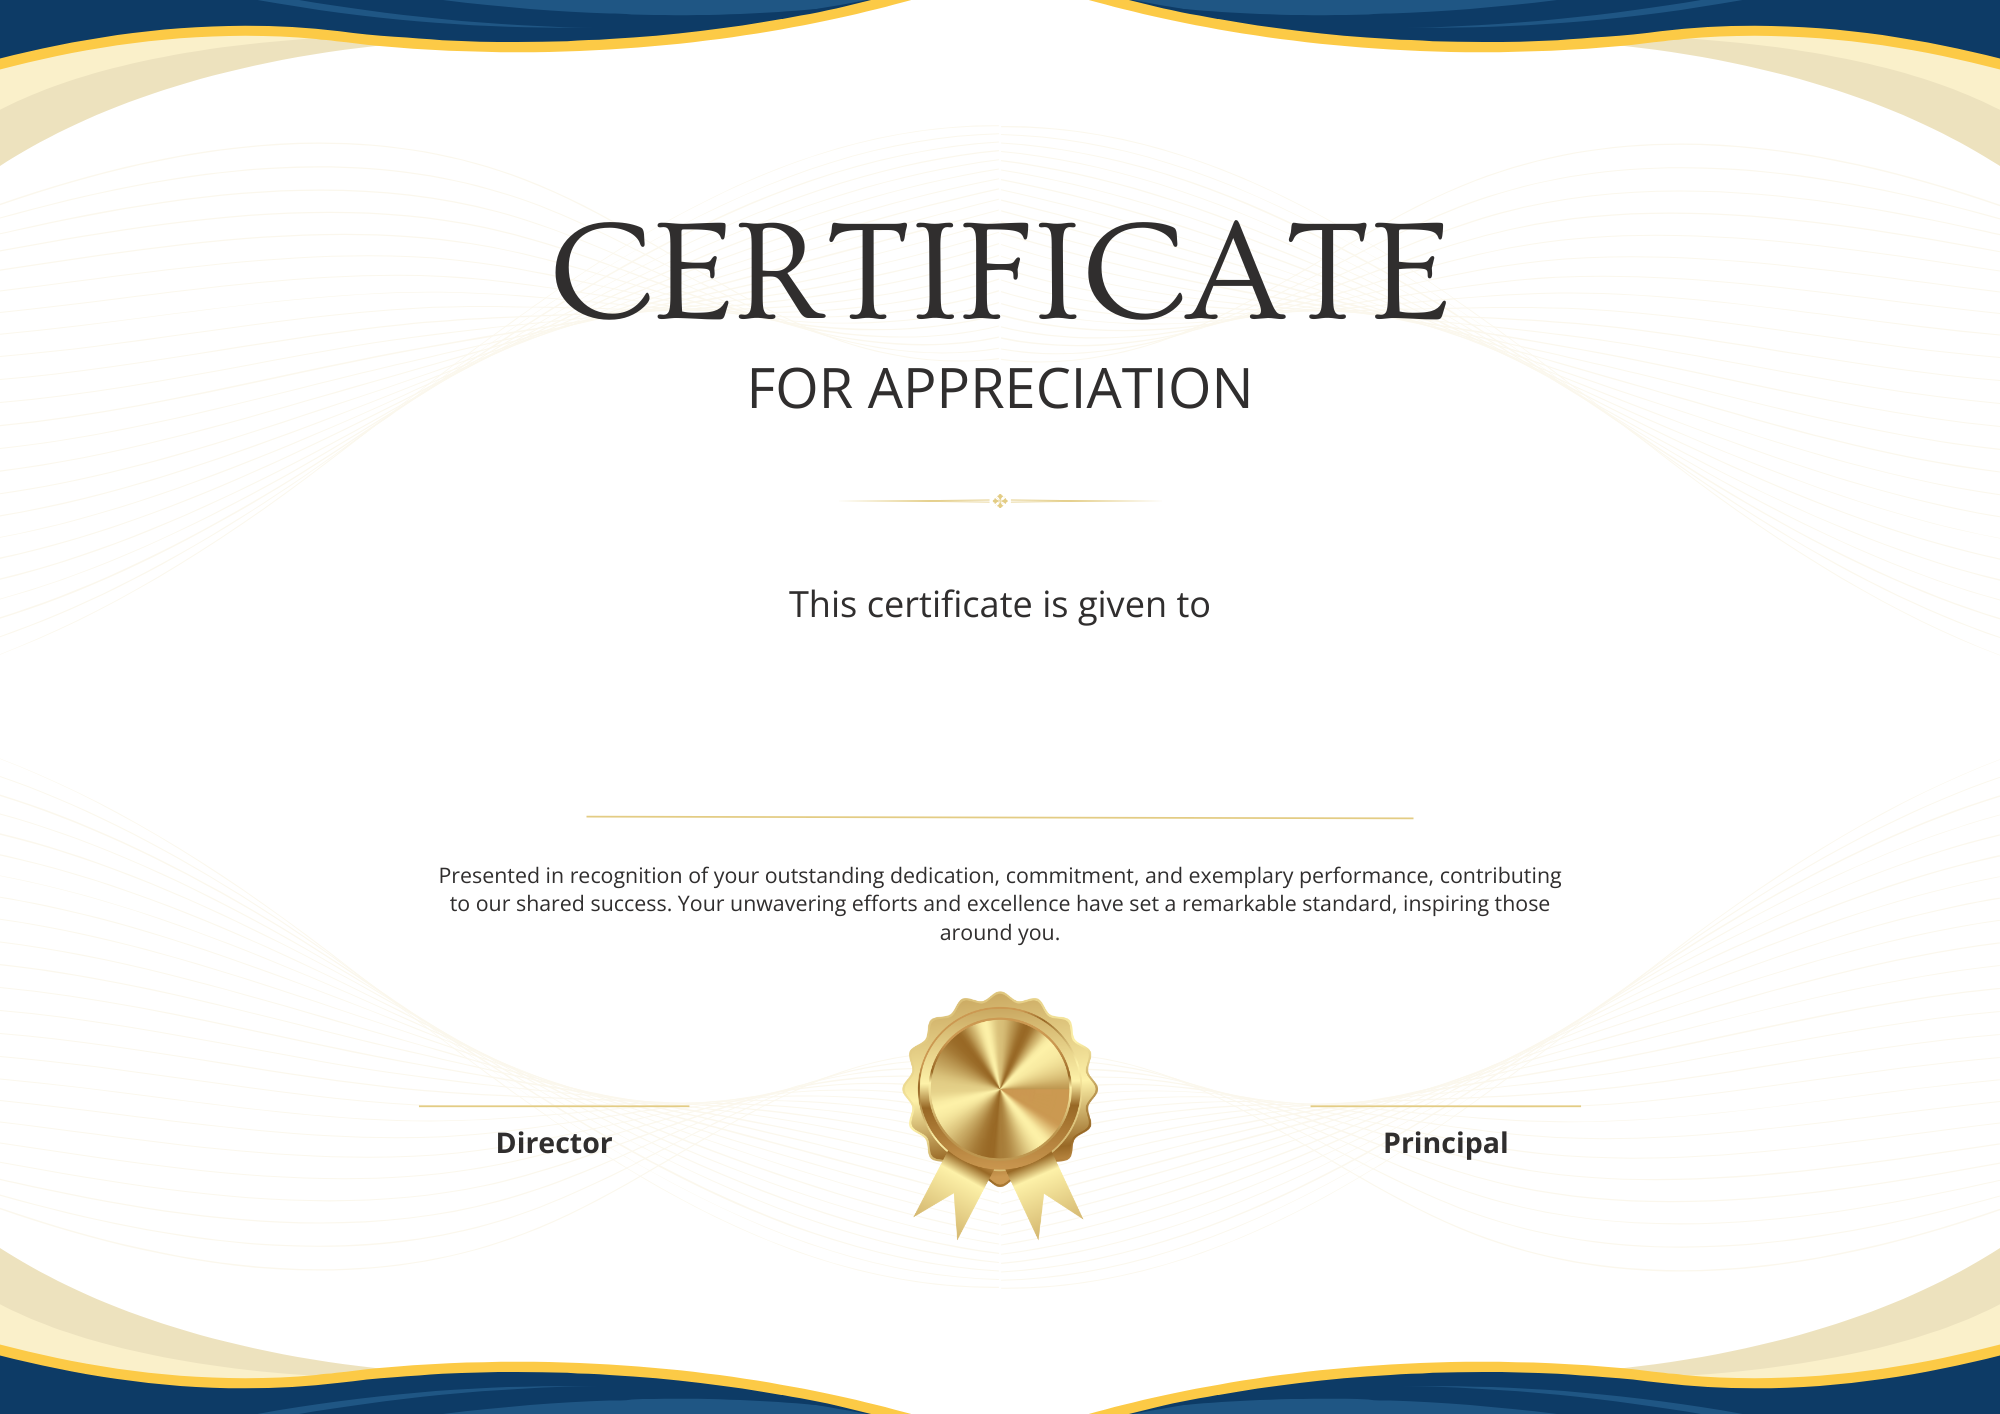 CERTIFICATE
FOR APPRECIATION
This certificate is given to
Presented in recognition of your outstanding dedication, commitment, and exemplary performance, contributing
to our shared success. Your unwavering efforts and excellence have set a remarkable standard, inspiring those
around you.
Director
Principal